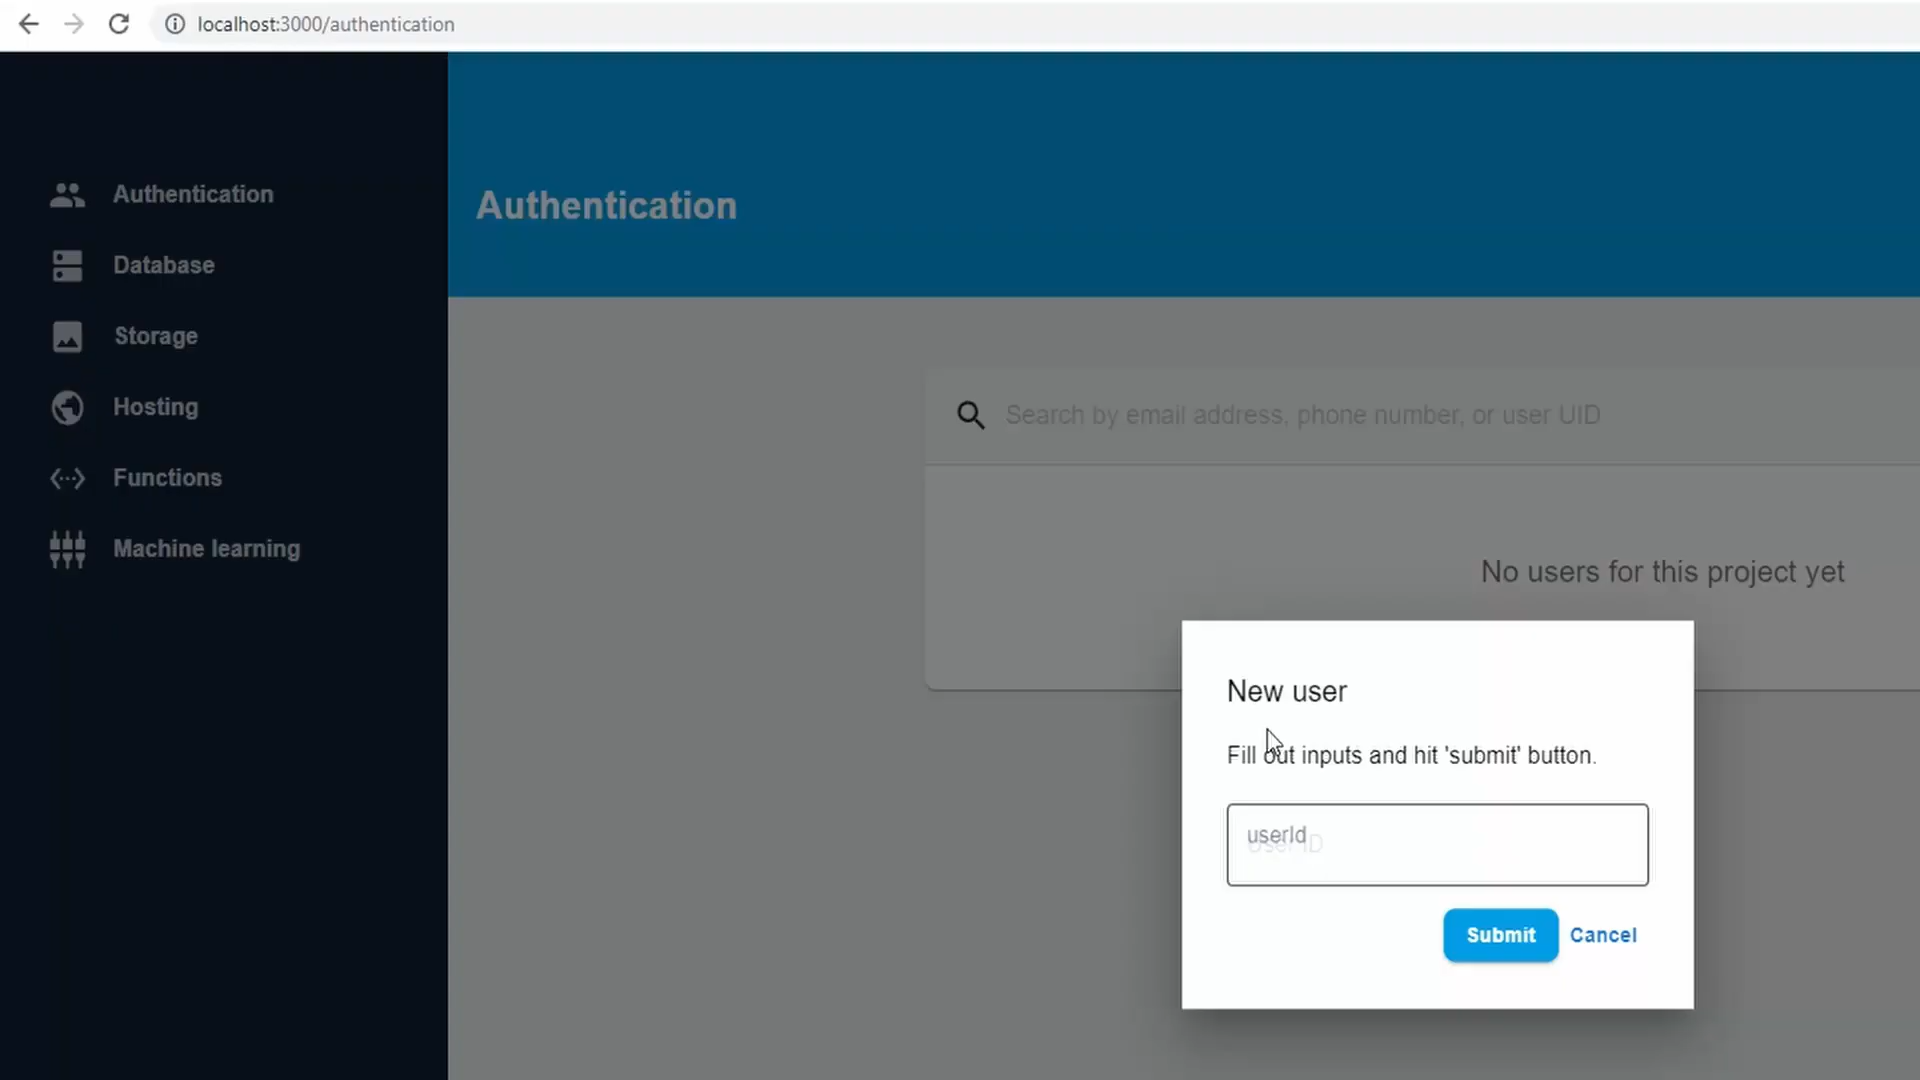 localhost:3000/authentication
Authentication
Database
Storage
Hosting
Functions
Machine learning
Authentication
Search by email address, phone number, or user UID
No users for this project yet
New user
Fill out inputs and hit 'submit' button.
userId
User ID
Submit
Cancel